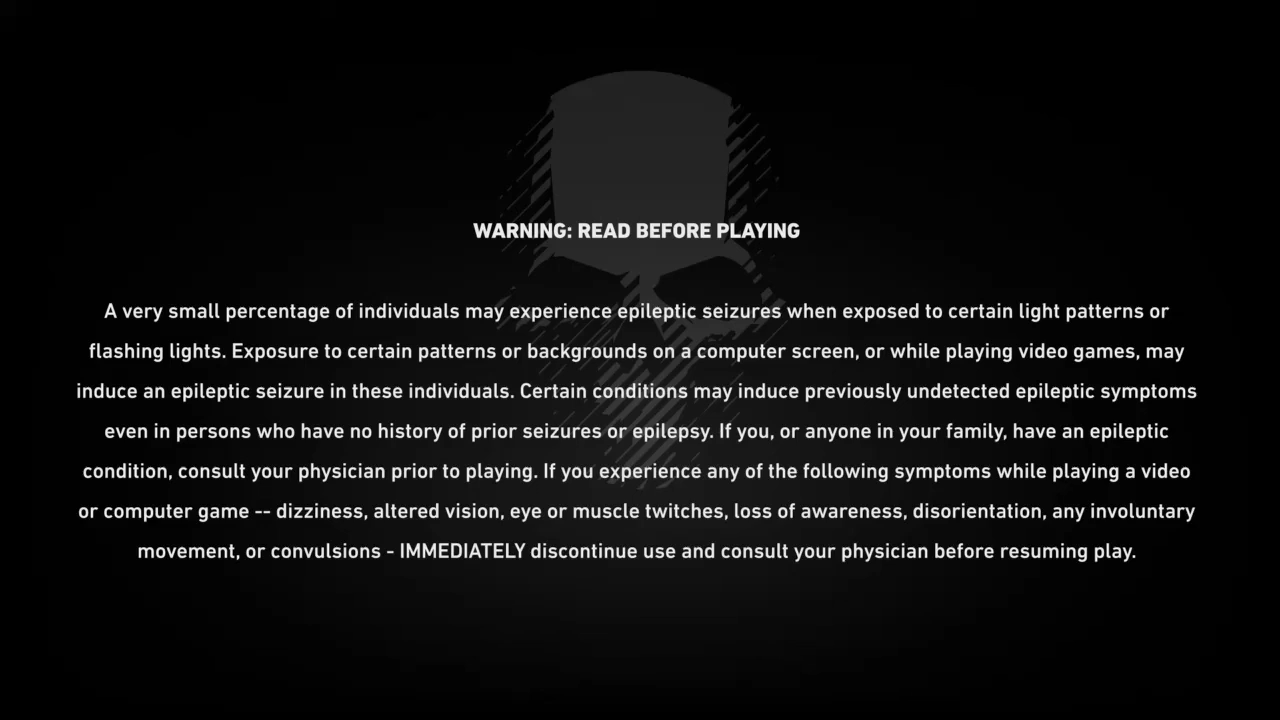 WARNING: READ BEFORE PLAYING
A very small percentage of individuals may experience epileptic seizures when exposed to certain light patterns or
flashing lights. Exposure to certain patterns or backgrounds on a computer screen, or while playing video games, may
induce an epileptic seizure in these individuals. Certain conditions may induce previously undetected epileptic symptoms
even in persons who have no history of prior seizures or epilepsy. If you, or anyone in your family, have an epileptic
condition, consult your physician prior to playing. If you experience any of the following symptoms while playing a video
or computer game -- dizziness, altered vision, eye or muscle twitches, loss of awareness, disorientation, any involuntary
movement, or convulsions - IMMEDIATELY discontinue use and consult your physician before resuming play.